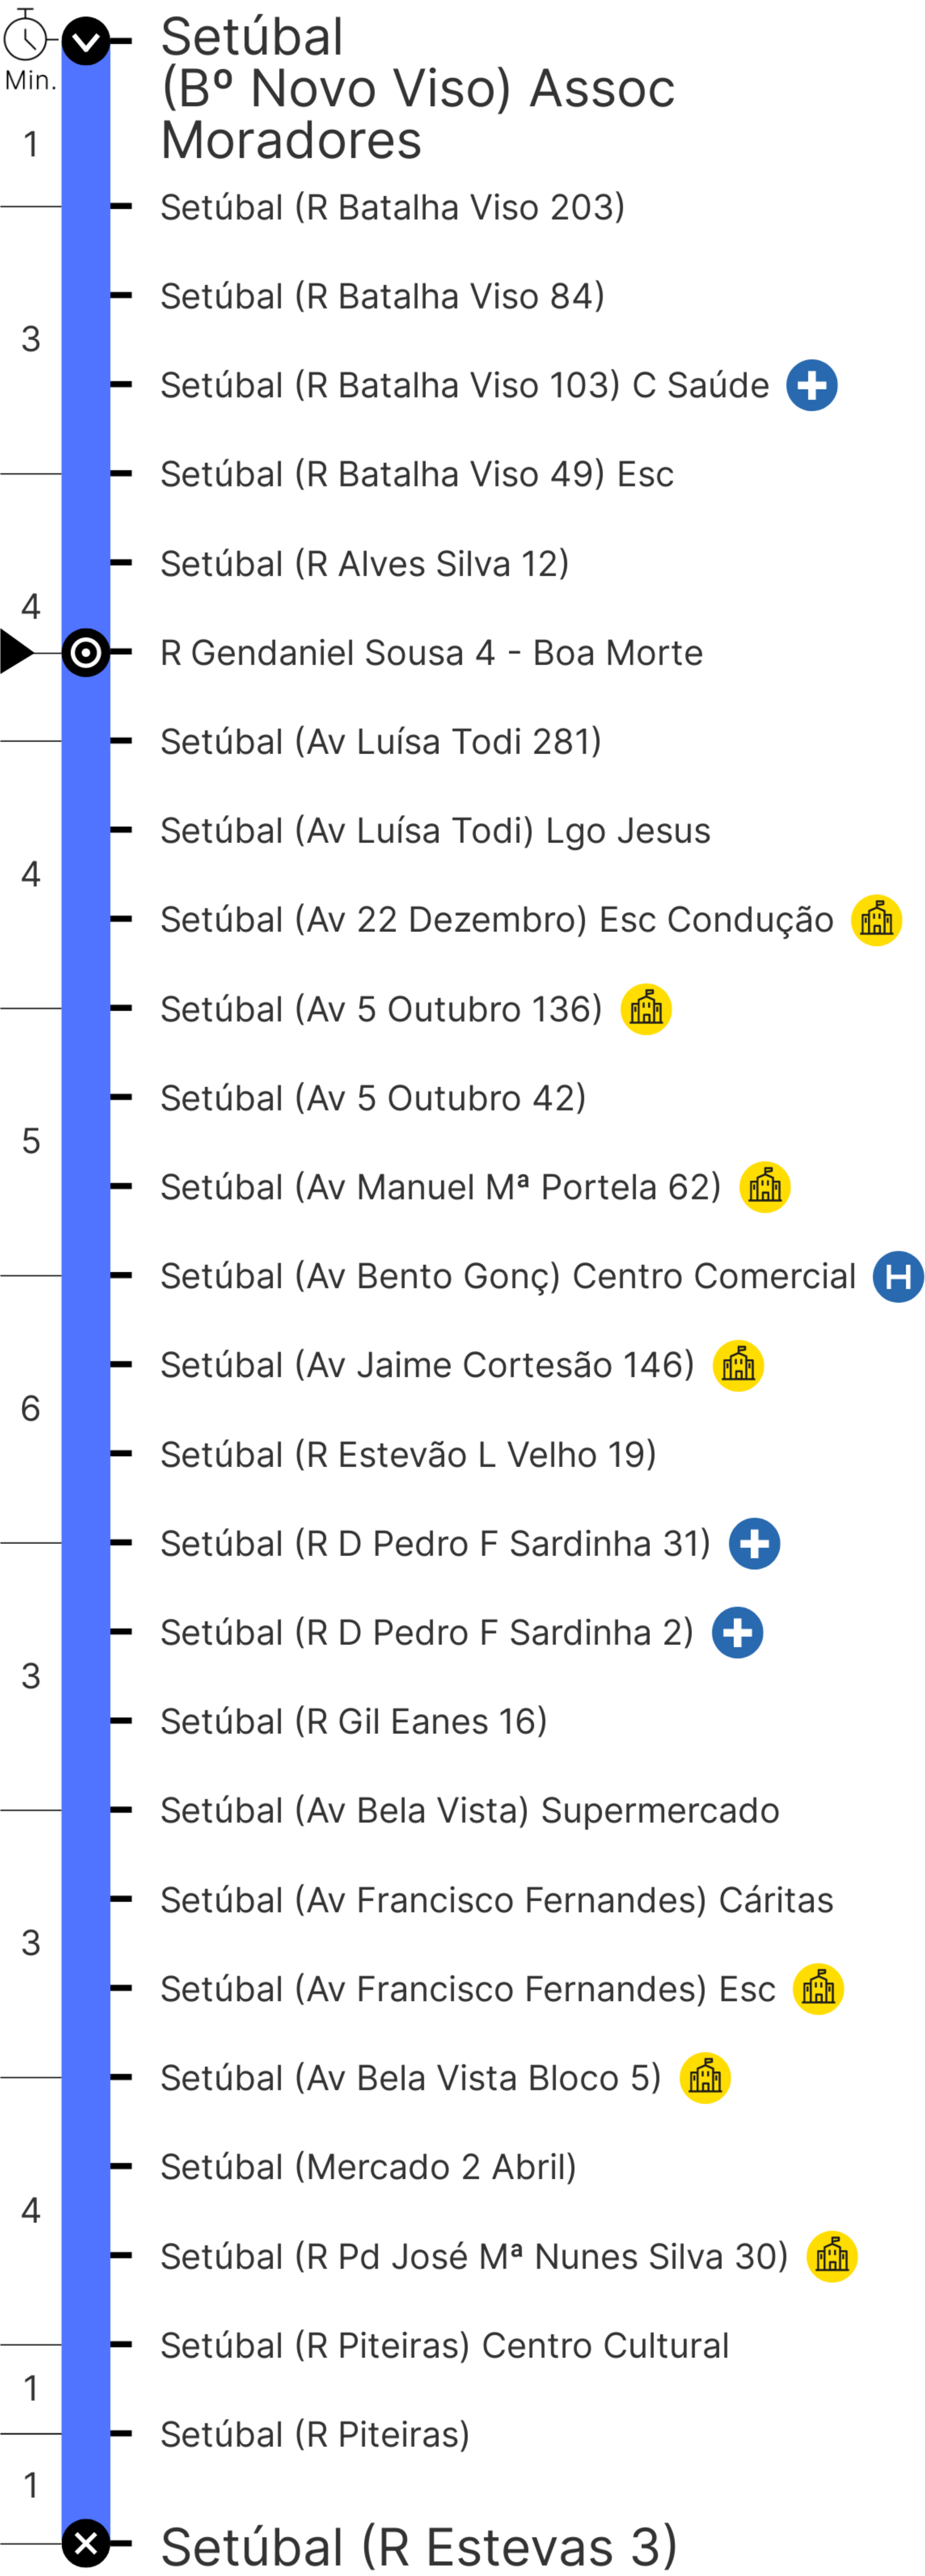 Min.
Setúbal
(Bº Novo Viso) Assoc
Moradores
1
Setúbal (R Batalha Viso 203)
Setúbal (R Batalha Viso 84)
3
Setúbal (R Batalha Viso 103) C Saúde
Setúbal (R Batalha Viso 49) Esc
Setúbal (R Alves Silva 12)
4
R Gendaniel Sousa 4 - Boa Morte
Setúbal (Av Luísa Todi 281)
Setúbal (Av Luísa Todi) Lgo Jesus
4
Setúbal (Av 22 Dezembro) Esc Condução
Setúbal (Av 5 Outubro 136)
Setúbal (Av 5 Outubro 42)
5
Setúbal (Av Manuel Mª Portela 62)
Setúbal (Av Bento Gonç) Centro Comercial H
Setúbal (Av Jaime Cortesão 146)
6
Setúbal (R Estevão L Velho 19)
Setúbal (R D Pedro F Sardinha 31)
Setúbal (R D Pedro F Sardinha 2)
3
Setúbal (R Gil Eanes 16)
Setúbal (Av Bela Vista) Supermercado
Setúbal (Av Francisco Fernandes) Cáritas
3
Setúbal (Av Francisco Fernandes) Esc
Setúbal (Av Bela Vista Bloco 5)
Setúbal (Mercado 2 Abril)
4
Setúbal (R Pd José Mª Nunes Silva 30)
Setúbal (R Piteiras) Centro Cultural
1
Setúbal (R Piteiras)
1
Setúbal (R Estevas 3)